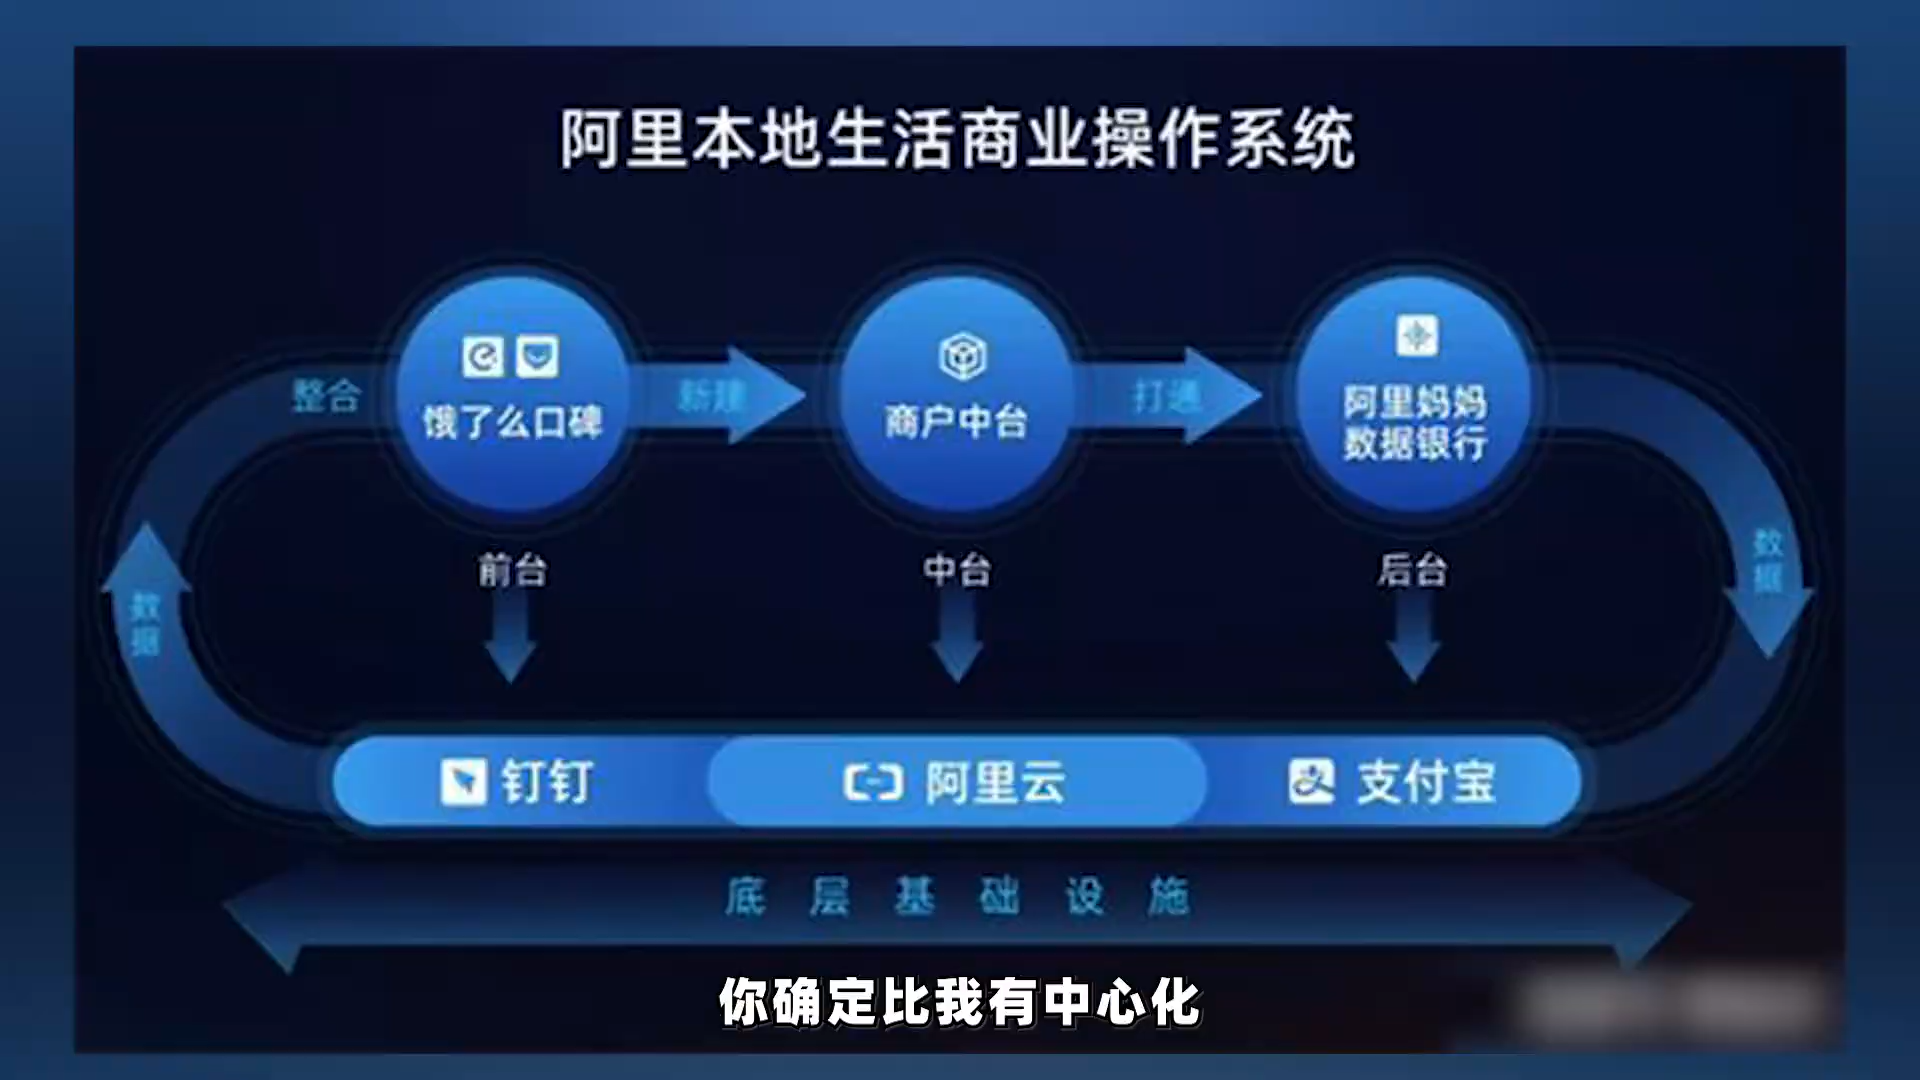 阿里本地生活商业操作系统
整合
饿了么口碑
新建
商户中台
打通
阿里妈妈
数据银行
前台
中台
后台
数据
数据
钉钉
阿里云
支付宝
底层基础设施
你确定比我有中心化